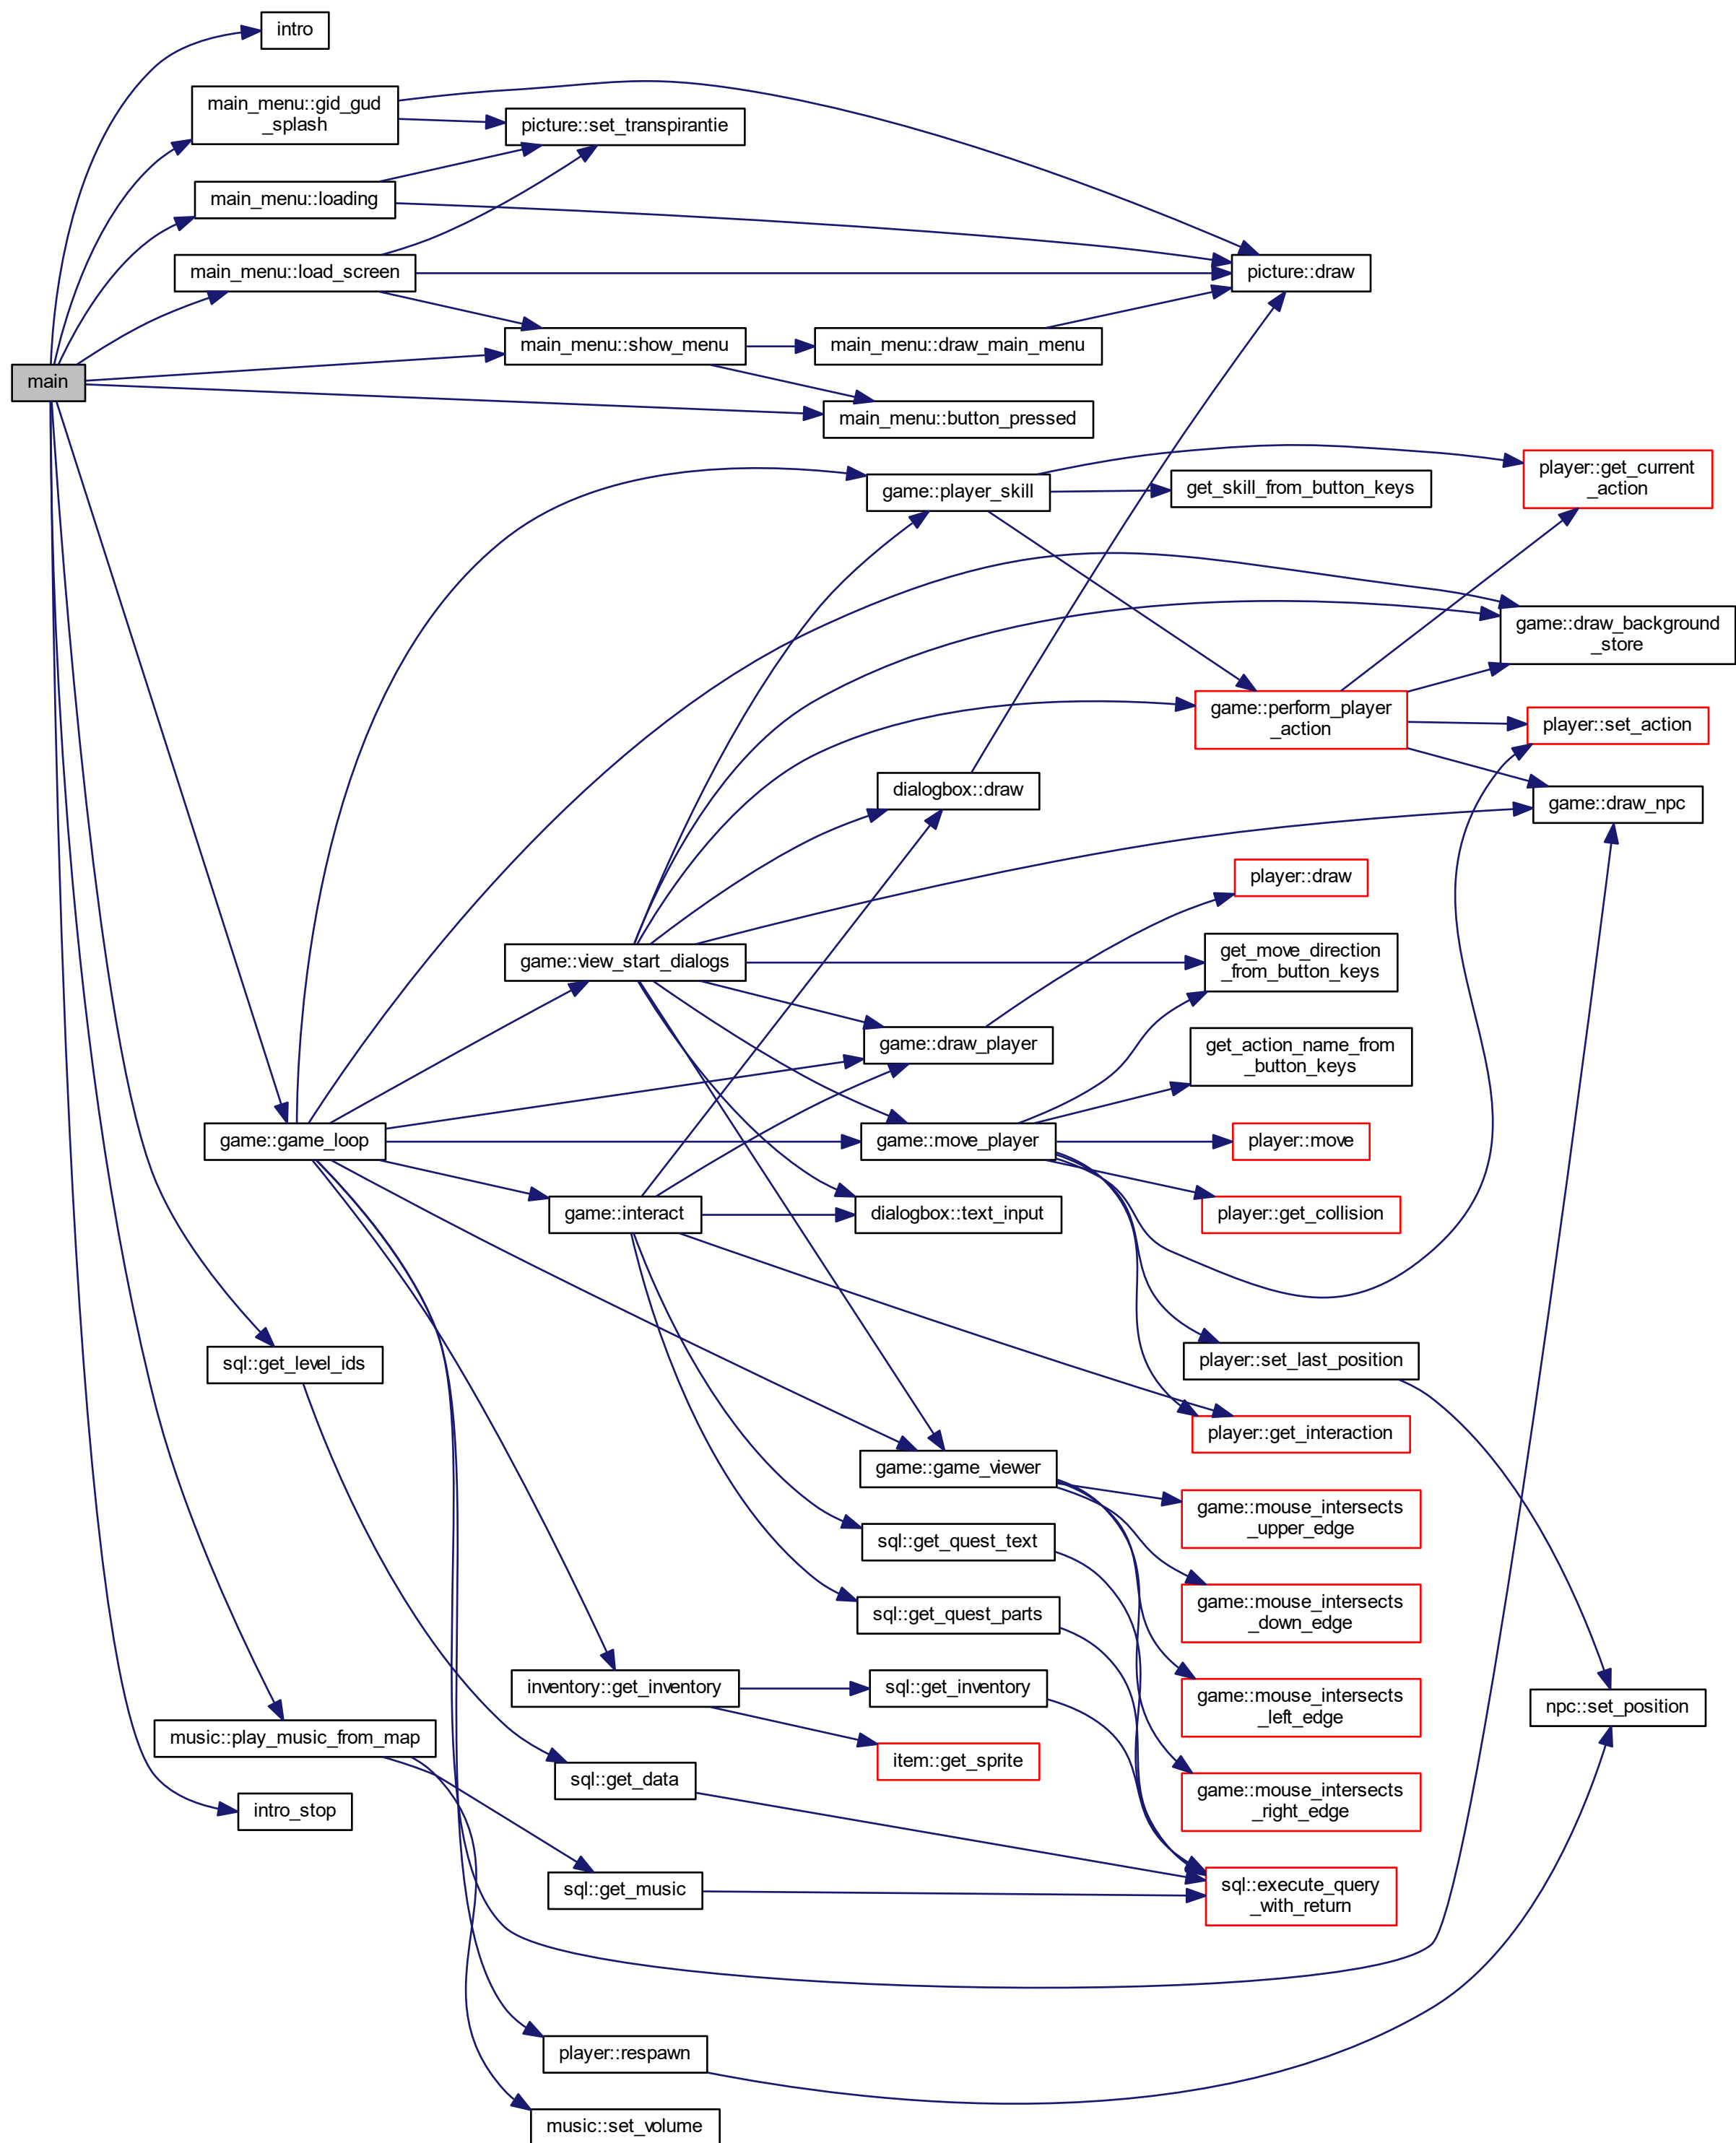 intro
main_menu::gid_gud
_splash
picture::set_transpirantie
main_menu::loading
main_menu::load_screen
picture::draw
main_menu::show_menu
main_menu::draw_main_menu
main
main_menu::button_pressed
player::get_current
_action
game::player_skill
get_skill_from_button_keys
game::draw_background
_store
game::perform_player
_action
player::set_action
dialogbox::draw
game::draw_npc
player::draw
game::view_start_dialogs
get_move_direction
_from_button_keys
game::draw_player
get_action_name_from
_button_keys
game::game_loop
game::move_player
player::move
game::interact
dialogbox::text_input
player::get_collision
sql::get_level_ids
player::set_last_position
player::get_interaction
game::game_viewer
game::mouse_intersects
_upper_edge
sql::get_quest_text
game::mouse_intersects
_down_edge
sql::get_quest_parts
inventory::get_inventory
sql::get_inventory
game::mouse_intersects
_left_edge
npc::set_position
music::play_music_from_map
item::get_sprite
sql::get_data
game::mouse_intersects
_right_edge
intro_stop
sql::get_music
sql::execute_query
_with_return
player::respawn
music::set_volume